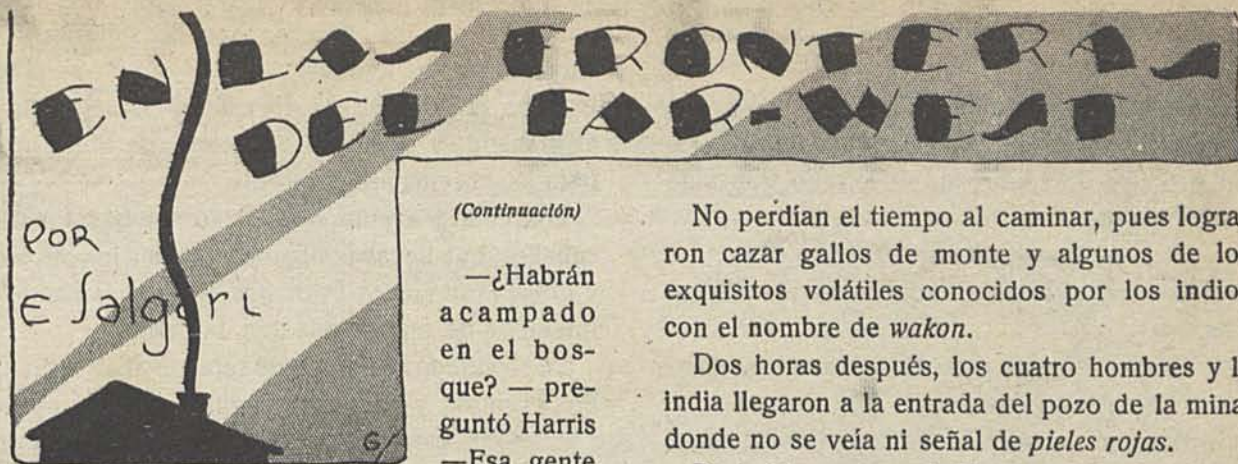 EN LAS FRONTERAS
DEL FAR-WEST
POR
E Salgari
G/
(Continuación)
—¿Habrán
acampado
en el bos-
que? — pre-
guntó Harris
—Esa gente
No perdían el tiempo al caminar, pues logra
ron cazar gallos de monte y algunos de lo
exquisitos volátiles conocidos por los indio
con el nombre de wakon.
Dos horas después, los cuatro hombres y l
india llegaron a la entrada del pozo de la mina
donde no se veía ni señal de pieles rojas.